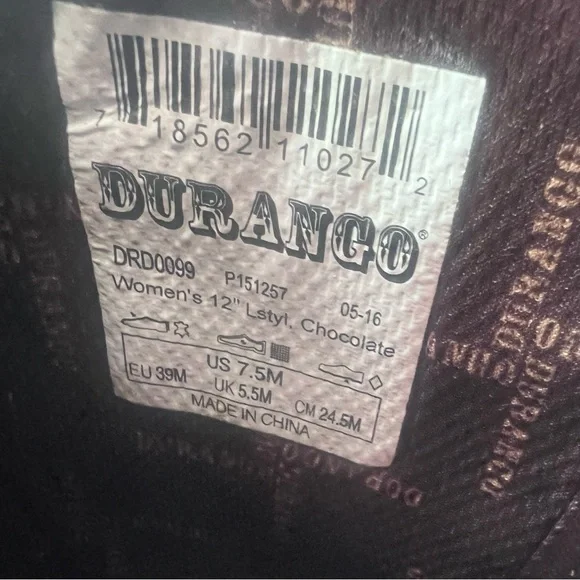 7 18562 11027 2
DURANGO®
DRD0099 P151257 05-16
Women's 12" Lstyl, Chocolate
EU 39M US 7.5M CM 24.5M
UK 5.5M
MADE IN CHINA
DURANGO
DURANGO